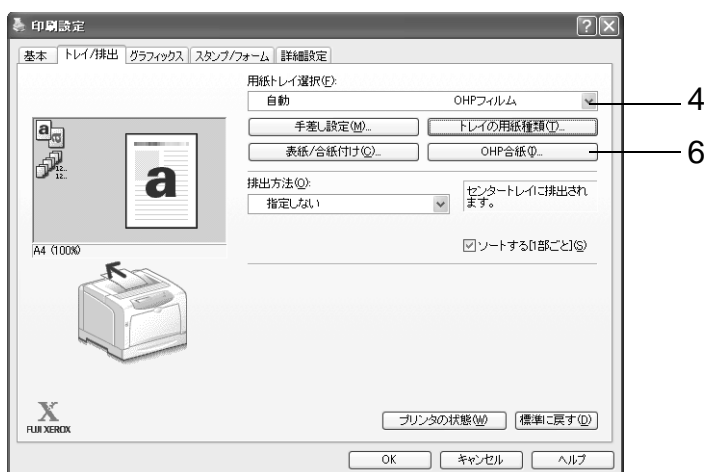 印刷設定
基本 トレイ/排出 グラフィックス スタンプ/フォーム 詳細設定
用紙トレイ選択(F):
自動 OHPフィルム
4
手差し設定(M)... トレイの用紙種類(T)...
表紙/合紙付け(C)... OHP合紙(I)...
6
排出方法(O):
指定しない
センタートレイに排出され
ます。
ソートする[1部ごと](S)
a
a
12..
12..
a
A4 (100%)
X
FUJI XEROX
プリンタの状態(W) 標準に戻す(D)
OK キャンセル ヘルプ